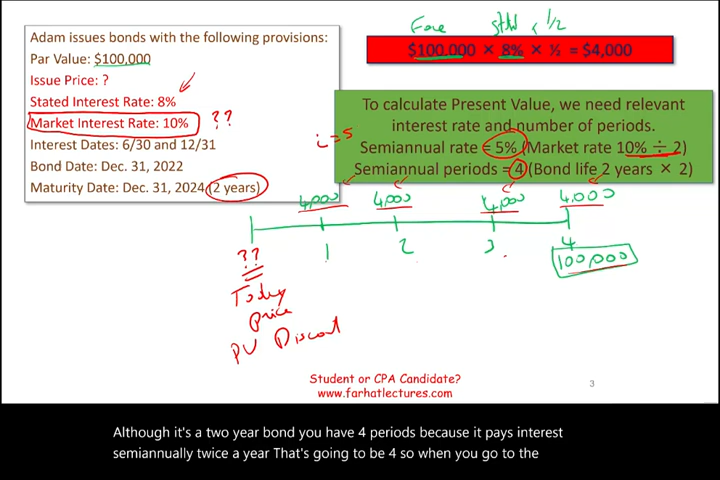 Adam issues bonds with the following provisions:
Par Value: $100,000
Issue Price: ?
Stated Interest Rate: 8%
Market Interest Rate: 10%
??
Interest Dates: 6/30 and 12/31
Bond Date: Dec. 31, 2022
Maturity Date: Dec. 31, 2024 (2 years)
Face
1/2
$100,000 × 8% × ½ = $4,000
To calculate Present Value, we need relevant
interest rate and number of periods.
Semiannual rate = 5% (Market rate 10% ÷ 2)
Semiannual periods = 4 (Bond life 2 years × 2)
i = 5
4,000 4,000 4,000 4,000
?? 1 2 3 4
100,000
Today
Price
PV Discount
Student or CPA Candidate?
www.farhatlectures.com
3
Although it's a two year bond you have 4 periods because it pays interest
semiannually twice a year That's going to be 4 so when you go to the